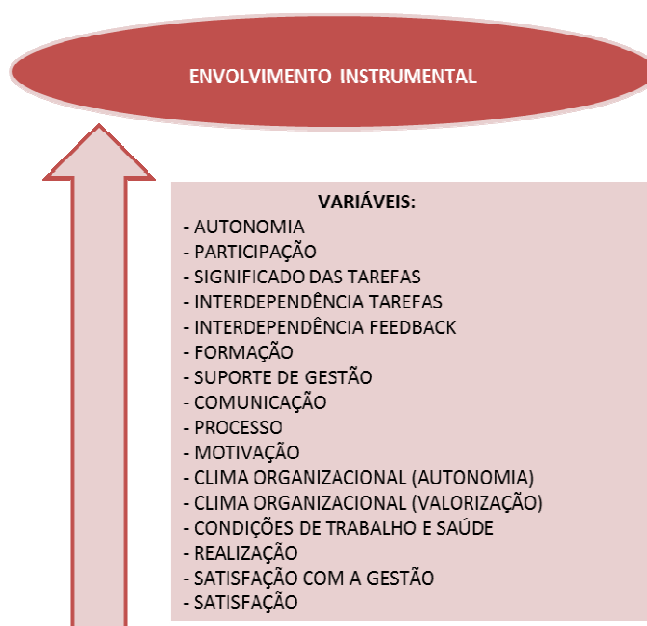 ENVOLVIMENTO INSTRUMENTAL
VARIÁVEIS:
- AUTONOMIA
- PARTICIPAÇÃO
- SIGNIFICADO DAS TAREFAS
- INTERDEPENDÊNCIA TAREFAS
- INTERDEPENDÊNCIA FEEDBACK
- FORMAÇÃO
- SUPORTE DE GESTÃO
- COMUNICAÇÃO
- PROCESSO
- MOTIVAÇÃO
- CLIMA ORGANIZACIONAL (AUTONOMIA)
- CLIMA ORGANIZACIONAL (VALORIZAÇÃO)
- CONDIÇÕES DE TRABALHO E SAÚDE
- REALIZAÇÃO
- SATISFAÇÃO COM A GESTÃO
- SATISFAÇÃO